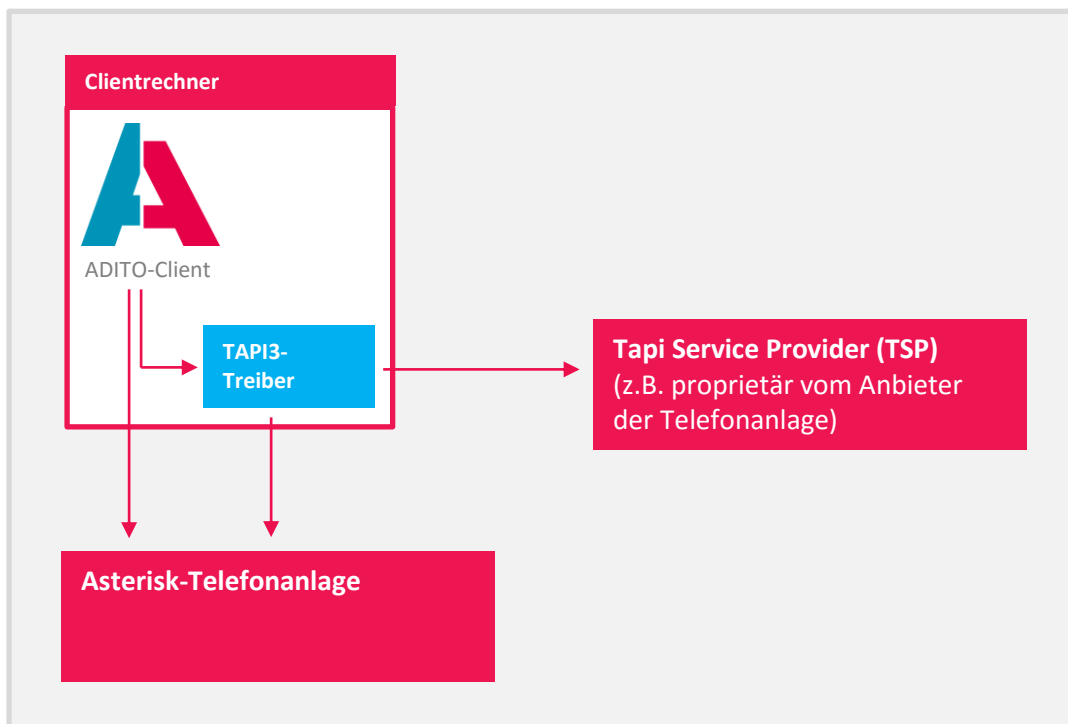 Clientrechner
ADITO-Client
TAPI3-
Treiber
Tapi Service Provider (TSP)
(z.B. proprietär vom Anbieter
der Telefonanlage)
Asterisk-Telefonanlage